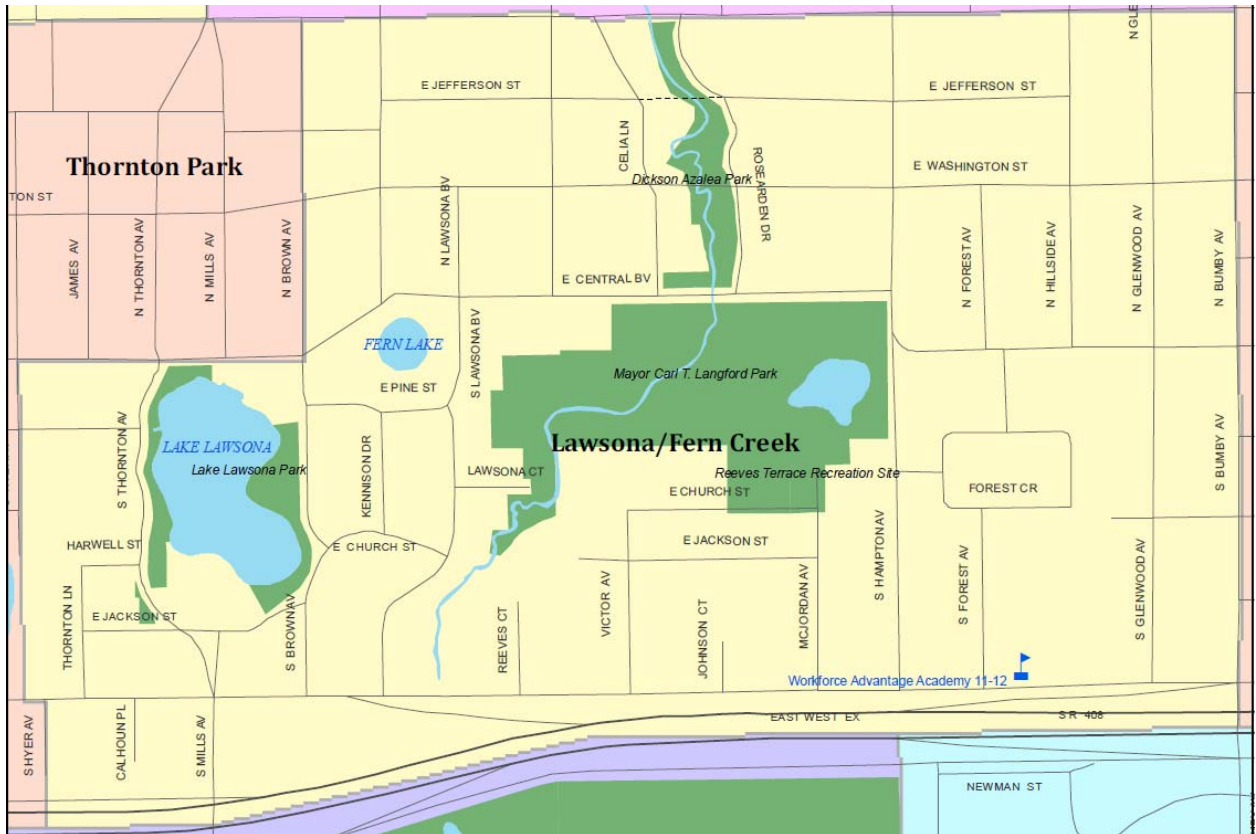 N GLE
E JEFFERSON ST
E JEFFERSON ST
Thornton Park
CELIA LN
ROSEARDEN DR
E WASHINGTON ST
Dickson Azalea Park
TON ST
JAMES AV
N THORNTON AV
N MILLS AV
N BROWN AV
N LAWSONA BV
E CENTRAL BV
N FOREST AV
N HILLSIDE AV
N GLENWOOD AV
N BUMBY AV
FERN LAKE
S LAWSONA BV
E PINE ST
Mayor Carl T. Langford Park
S THORNTON AV
LAKE LAWSONA
Lake Lawsona Park
KENNISON DR
Lawsona/Fern Creek
LAWSONA CT
Reeves Terrace Recreation Site
E CHURCH ST
FOREST CR
S BUMBY AV
HARWELL ST
E CHURCH ST
E JACKSON ST
S HAMPTON AV
THORNTON LN
E JACKSON ST
S BROWN AV
REEVES CT
VICTOR AV
JOHNSON CT
MCJORDAN AV
S FOREST AV
S GLENWOOD AV
Workforce Advantage Academy 11-12
S HYER AV
CALHOUN PL
S MILLS AV
EAST WEST EX
S R 408
NEWMAN ST